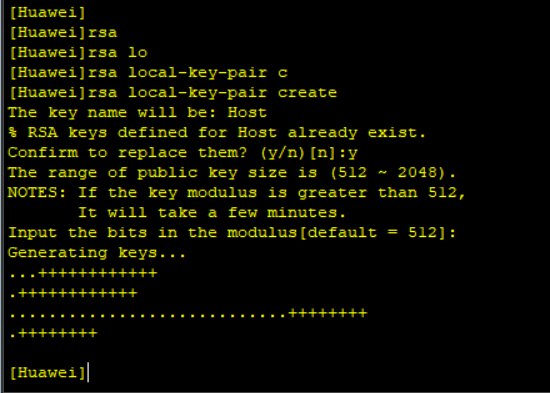 [Huawei]
[Huawei]rsa
[Huawei]rsa lo
[Huawei]rsa local-key-pair c
[Huawei]rsa local-key-pair create
The key name will be: Host
% RSA keys defined for Host already exist.
Confirm to replace them? (y/n)[n]:y
The range of public key size is (512 ~ 2048).
NOTES: If the key modulus is greater than 512,
       It will take a few minutes.
Input the bits in the modulus[default = 512]:
Generating keys...
...++++++++++++
.++++++++++++
............................++++++++
.++++++++
[Huawei]